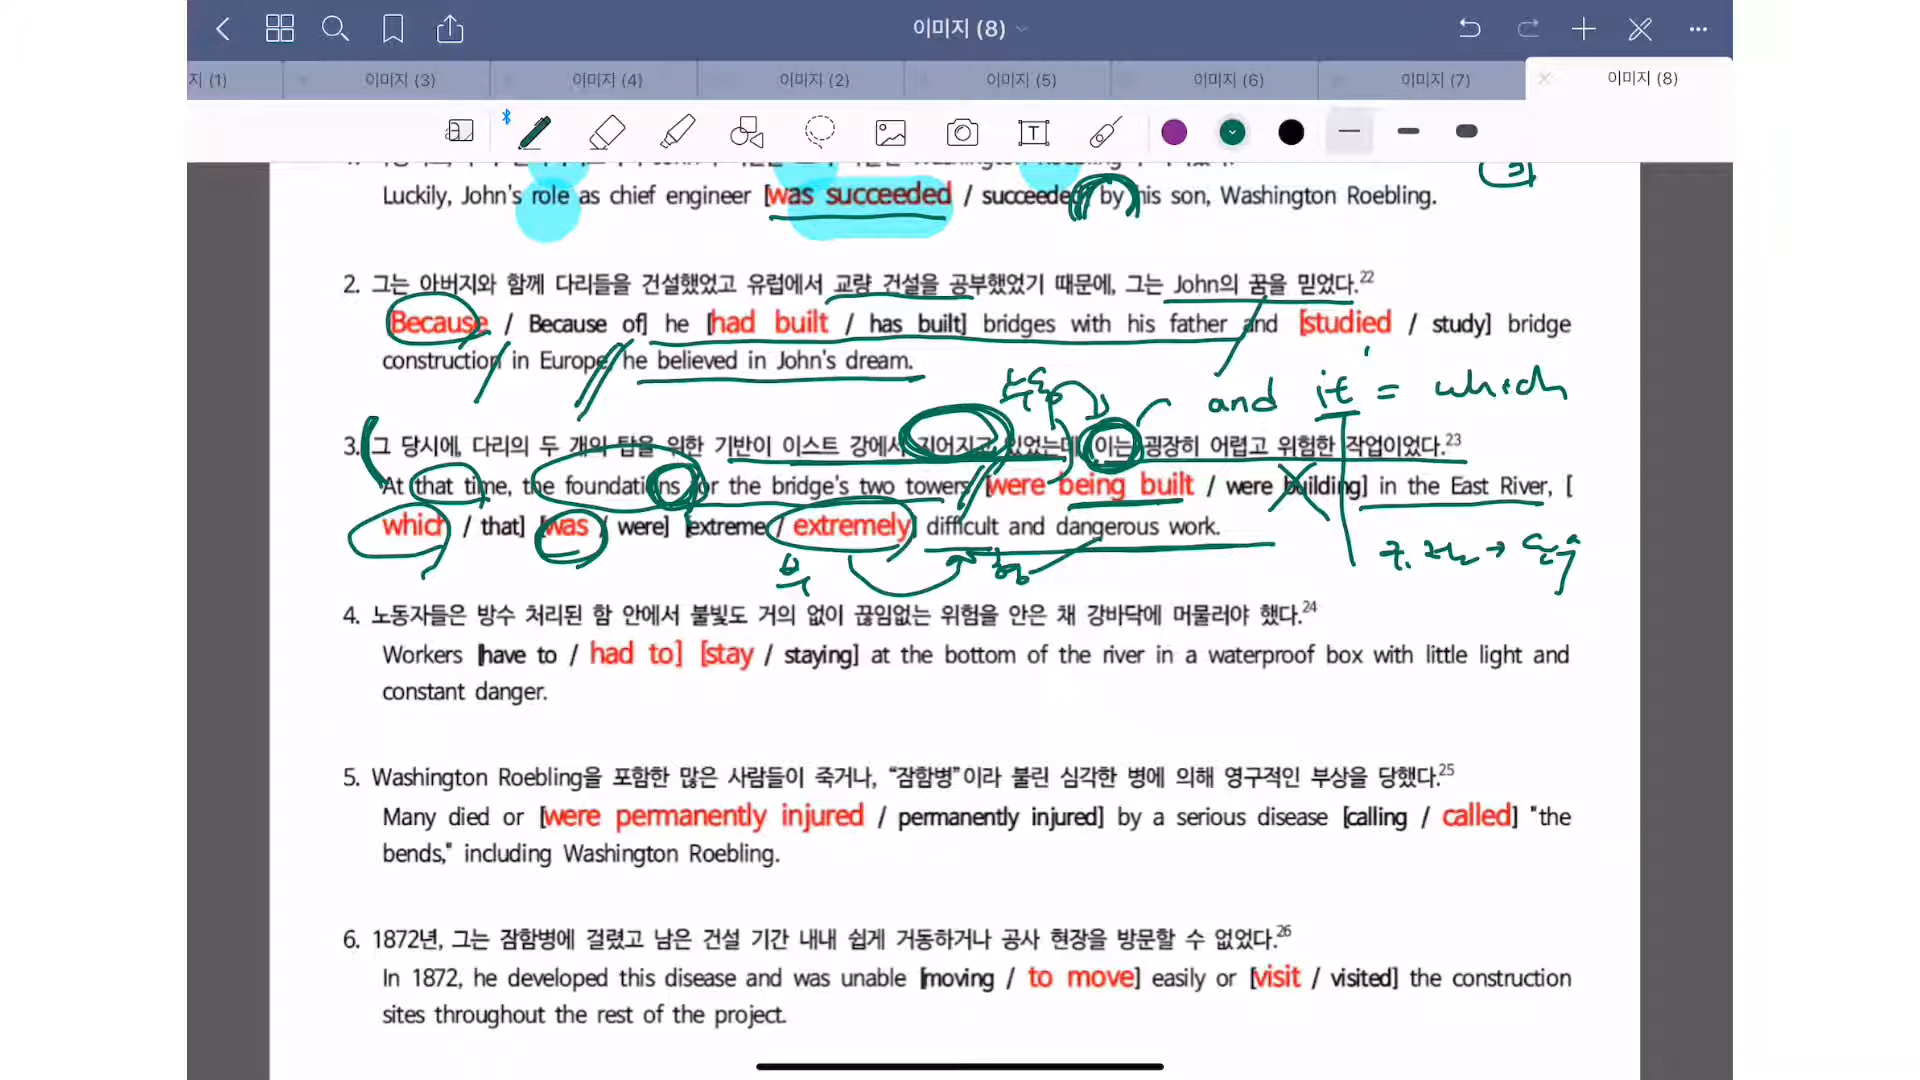 이미지 (8)
지 (1)
이미지 (3)
이미지 (4)
이미지 (2)
이미지 (5)
이미지 (6)
이미지 (7)
이미지 (8)
Luckily, John's role as chief engineer [was succeeded / succeeded] by his son, Washington Roebling.
2. 그는 아버지와 함께 다리들을 건설했었고 유럽에서 교량 건설을 공부했었기 때문에, 그는 John의 꿈을 믿었다.22
Because / Because of] he [had built / has built] bridges with his father and [studied / study] bridge
construction in Europe, he believed in John's dream.
and it = which
3. 그 당시에, 다리의 두 개의 탑을 위한 기반이 이스트 강에서 지어지고 있었는데 이는 굉장히 어렵고 위험한 작업이었다.23
At that time, the foundations for the bridge's two towers [were being built / were building] in the East River, [
which / that] [was / were] [extreme / extremely] difficult and dangerous work.
4. 노동자들은 방수 처리된 함 안에서 불빛도 거의 없이 끊임없는 위험을 안은 채 강바닥에 머물러야 했다.24
Workers [have to / had to] [stay / staying] at the bottom of the river in a waterproof box with little light and
constant danger.
5. Washington Roebling을 포함한 많은 사람들이 죽거나, “잠함병”이라 불린 심각한 병에 의해 영구적인 부상을 당했다.25
Many died or [were permanently injured / permanently injured] by a serious disease [calling / called] "the
bends," including Washington Roebling.
6. 1872년, 그는 잠함병에 걸렸고 남은 건설 기간 내내 쉽게 거동하거나 공사 현장을 방문할 수 없었다.26
In 1872, he developed this disease and was unable [moving / to move] easily or [visit / visited] the construction
sites throughout the rest of the project.